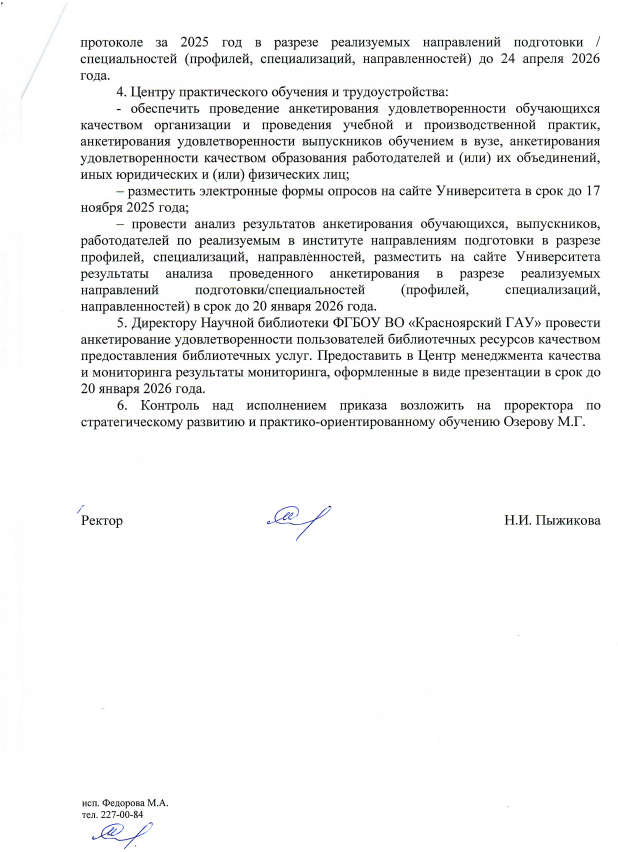 протоколе за 2025 год в разрезе реализуемых направлений подготовки /
специальностей (профилей, специализаций, направленностей) до 24 апреля 2026
года.
4. Центру практического обучения и трудоустройства:
- обеспечить проведение анкетирования удовлетворенности обучающихся
качеством организации и проведения учебной и производственной практик,
анкетирования удовлетворенности выпускников обучением в вузе, анкетирования
удовлетворенности качеством образования работодателей и (или) их объединений,
иных юридических и (или) физических лиц;
– разместить электронные формы опросов на сайте Университета в срок до 17
ноября 2025 года;
– провести анализ результатов анкетирования обучающихся, выпускников,
работодателей по реализуемым в институте направлениям подготовки в разрезе
профилей, специализаций, направленностей, разместить на сайте Университета
результаты анализа проведенного анкетирования в разрезе реализуемых
направлений подготовки/специальностей (профилей, специализаций,
направленностей) в срок до 20 января 2026 года.
5. Директору Научной библиотеки ФГБОУ ВО «Красноярский ГАУ» провести
анкетирование удовлетворенности пользователей библиотечных ресурсов качеством
предоставления библиотечных услуг. Предоставить в Центр менеджмента качества
и мониторинга результаты мониторинга, оформленные в виде презентации в срок до
20 января 2026 года.
6. Контроль над исполнением приказа возложить на проректора по
стратегическому развитию и практико-ориентированному обучению Озерову М.Г.
Ректор Н.И. Пыжикова
исп. Федорова М.А.
тел. 227-00-84